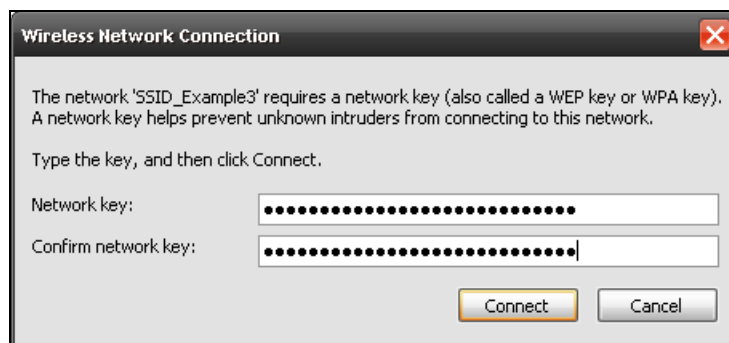 Wireless Network Connection
The network 'SSID_Example3' requires a network key (also called a WEP key or WPA key).
A network key helps prevent unknown intruders from connecting to this network.
Type the key, and then click Connect.
Network key: ••••••••••••••••••••••••••••
Confirm network key: ••••••••••••••••••••••••••••
Connect Cancel